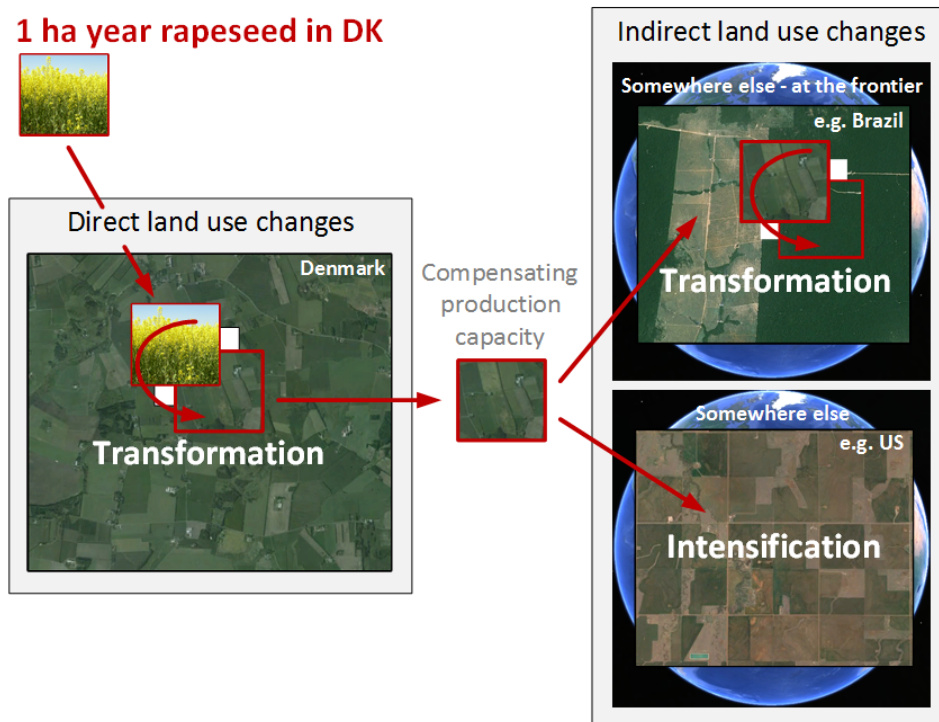 1 ha year rapeseed in DK
Direct land use changes
Denmark
Transformation
Compensating
production
capacity
Indirect land use changes
Somewhere else - at the frontier
e.g. Brazil
Transformation
Somewhere else
e.g. US
Intensification